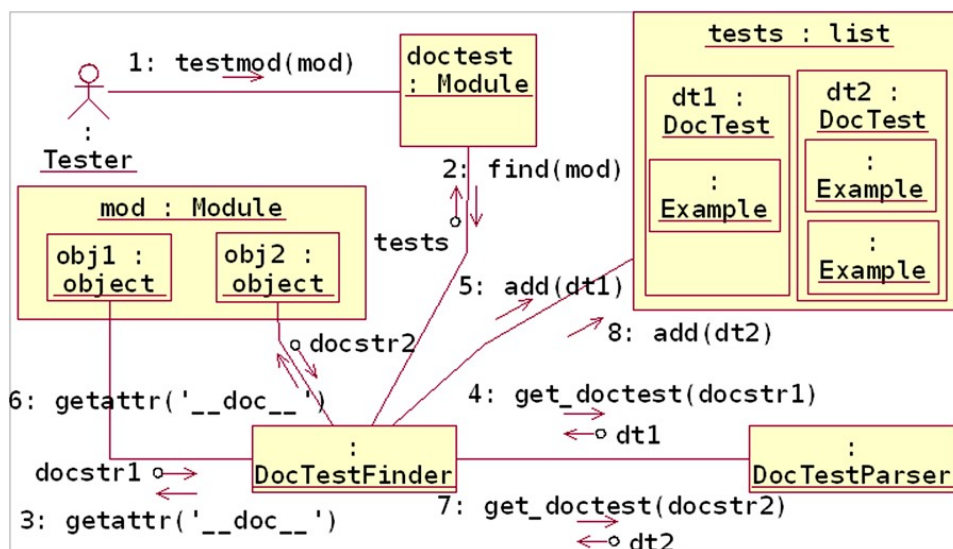 1: testmod(mod)
:
Tester
doctest
: Module
tests : list
dt1 :
DocTest
:
Example
dt2 :
DocTest
:
Example
:
Example
2: find(mod)
tests
mod : Module
obj1 :
object
obj2 :
object
5: add(dt1)
8: add(dt2)
docstr2
6: getattr('__doc__')
4: get_doctest(docstr1)
dt1
:
DocTestFinder
:
DocTestParser
docstr1
3: getattr('__doc__')
7: get_doctest(docstr2)
dt2